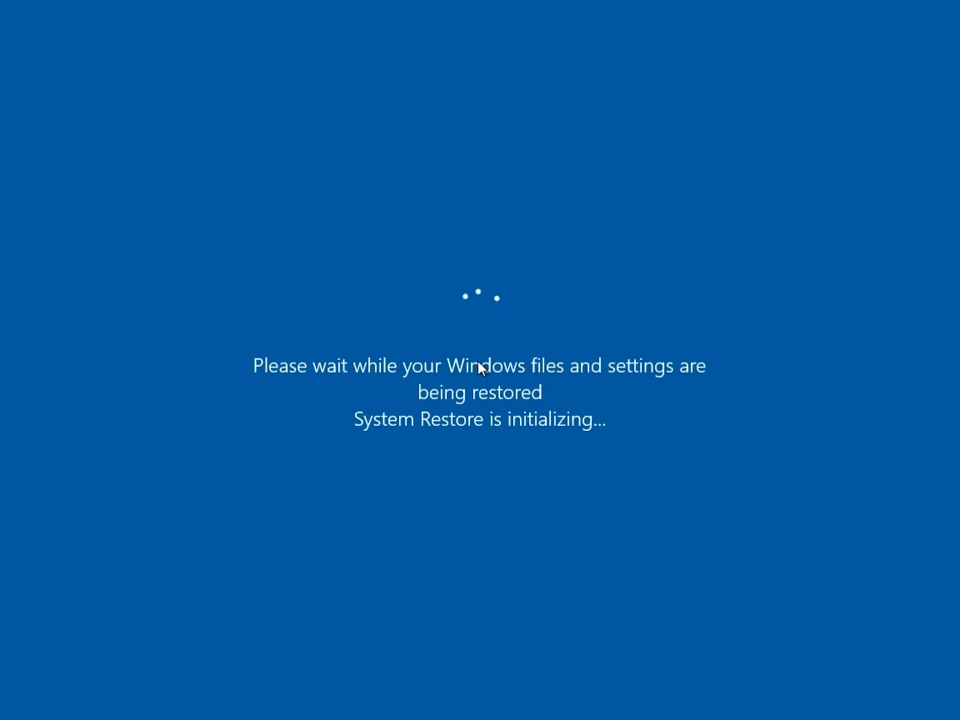 Please wait while your Windows files and settings are
being restored
System Restore is initializing...